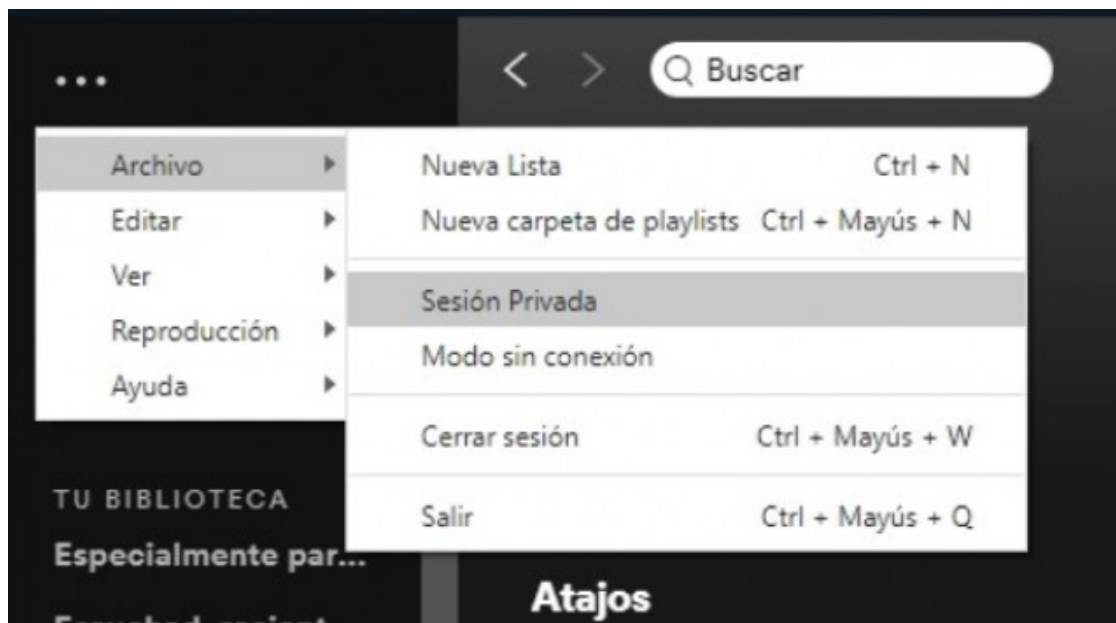 ...
Buscar
Archivo
Editar
Ver
Reproducción
Ayuda
Nueva Lista Ctrl + N
Nueva carpeta de playlists Ctrl + Mayús + N
Sesión Privada
Modo sin conexión
Cerrar sesión Ctrl + Mayús + W
Salir Ctrl + Mayús + Q
TU BIBLIOTECA
Especialmente par...
Atajos